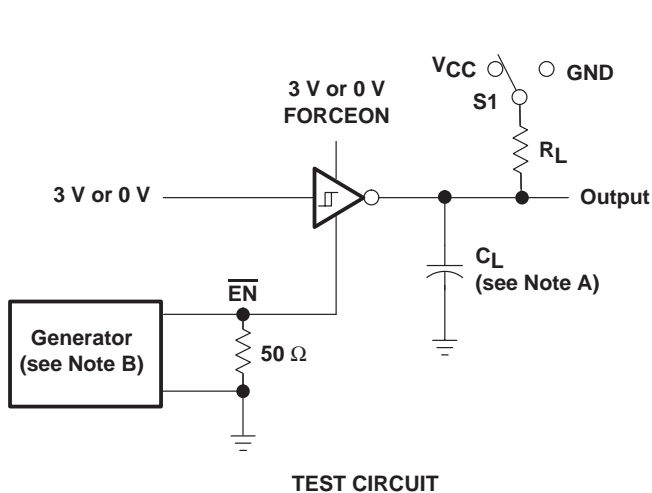 VCC
GND
S1
3 V or 0 V
FORCEON
RL
3 V or 0 V
Output
CL
(see Note A)
EN
Generator
(see Note B)
50 Ω
TEST CIRCUIT